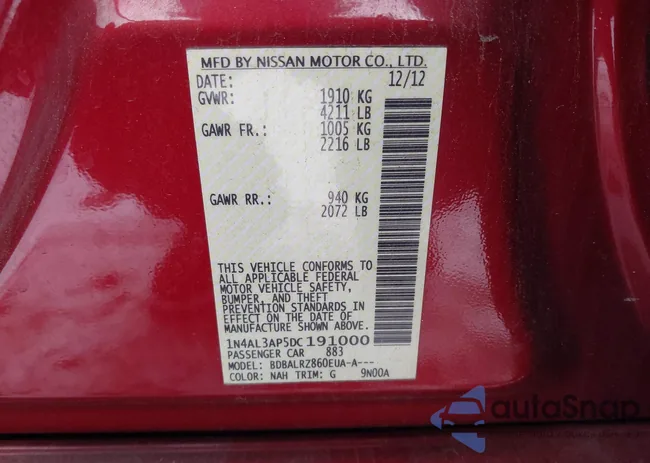 MFD BY NISSAN MOTOR CO., LTD.
DATE: 12/12
GVWR: 1910 KG
4211 LB
GAWR FR.: 1005 KG
2216 LB
GAWR RR.: 940 KG
2072 LB
THIS VEHICLE CONFORMS TO
ALL APPLICABLE FEDERAL
MOTOR VEHICLE SAFETY,
BUMPER, AND THEFT
PREVENTION STANDARDS IN
EFFECT ON THE DATE OF
MANUFACTURE SHOWN ABOVE.
1N4AL3AP5DC191000
PASSENGER CAR 883
MODEL: BDBALRZ860EUA-A---
COLOR: NAH TRIM: G 9N00A
autoSnap